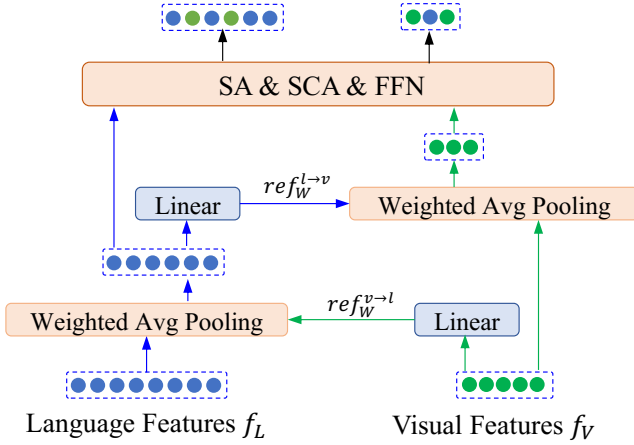 SA & SCA & FFN
ref_W^{l→v}
Linear
Weighted Avg Pooling
ref_W^{v→l}
Weighted Avg Pooling
Linear
Language Features f_L
Visual Features f_V